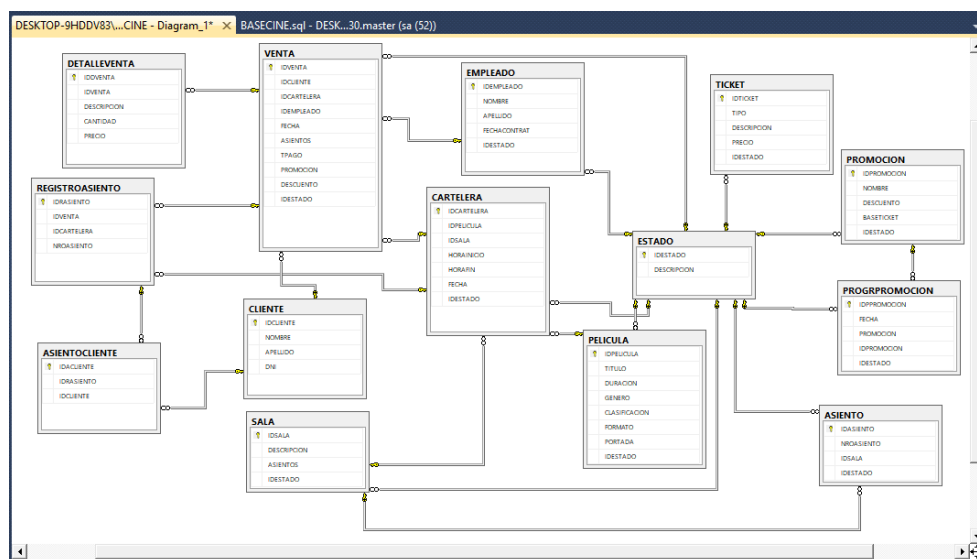 DESKTOP-9HDDV83\...CINE - Diagram_1*
BASECINE.sql - DESK...30.master (sa (52))
DETALLEVENTA
IDDVENTA
IDVENTA
DESCRIPCION
CANTIDAD
PRECIO
VENTA
IDVENTA
IDCLIENTE
IDCARTELERA
IDEMPLEADO
FECHA
ASIENTOS
TPAGO
PROMOCION
DESCUENTO
IDESTADO
EMPLEADO
IDEMPLEADO
NOMBRE
APELLIDO
FECHACONTRAT
IDESTADO
TICKET
IDTICKET
TIPO
DESCRIPCION
PRECIO
IDESTADO
PROMOCION
IDPROMOCION
NOMBRE
DESCUENTO
BASETICKET
IDESTADO
REGISTROASIENTO
IDRASIENTO
IDVENTA
IDCARTELERA
NROASIENTO
CARTELERA
IDCARTELERA
IDPELICULA
IDSALA
HORAINICIO
HORAFIN
FECHA
IDESTADO
ESTADO
IDESTADO
DESCRIPCION
PROGRPROMOCION
IDPPROMOCION
FECHA
PROMOCION
IDPROMOCION
IDESTADO
CLIENTE
IDCLIENTE
NOMBRE
APELLIDO
DNI
ASIENTOCLIENTE
IDACLIENTE
IDRASIENTO
IDCLIENTE
PELICULA
IDPELICULA
TITULO
DURACION
GENERO
CLASIFICACION
FORMATO
PORTADA
IDESTADO
SALA
IDSALA
DESCRIPCION
ASIENTOS
IDESTADO
ASIENTO
IDASIENTO
NROASIENTO
IDSALA
IDESTADO